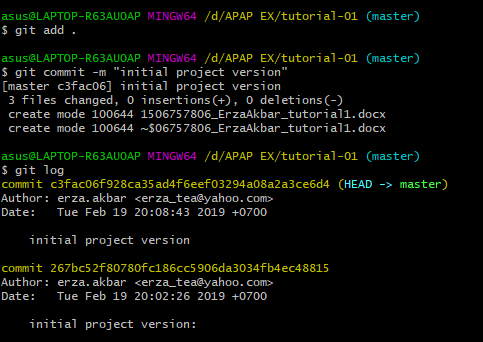 asus@LAPTOP-R63AUOAP MINGW64 /d/APAP EX/tutorial-01 (master)
$ git add .
asus@LAPTOP-R63AUOAP MINGW64 /d/APAP EX/tutorial-01 (master)
$ git commit -m "initial project version"
[master c3fac06] initial project version
 3 files changed, 0 insertions(+), 0 deletions(-)
 create mode 100644 1506757806_ErzaAkbar_tutorial1.docx
 create mode 100644 ~$06757806_ErzaAkbar_tutorial1.docx
asus@LAPTOP-R63AUOAP MINGW64 /d/APAP EX/tutorial-01 (master)
$ git log
commit c3fac06f928ca35ad4f6eef03294a08a2a3ce6d4 (HEAD -> master)
Author: erza.akbar <erza_tea@yahoo.com>
Date:   Tue Feb 19 20:08:43 2019 +0700
    initial project version
commit 267bc52f80780fc186cc5906da3034fb4ec48815
Author: erza.akbar <erza_tea@yahoo.com>
Date:   Tue Feb 19 20:02:26 2019 +0700
    initial project version: